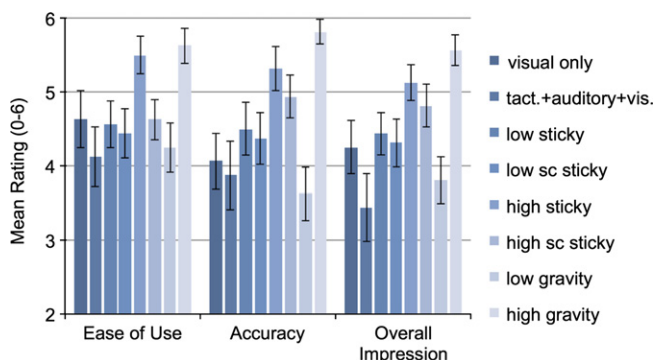 Mean Rating (0-6)
6
5
4
3
2
Ease of Use
Accuracy
Overall
Impression
visual only
tact.+auditory+vis.
low sticky
low sc sticky
high sticky
high sc sticky
low gravity
high gravity